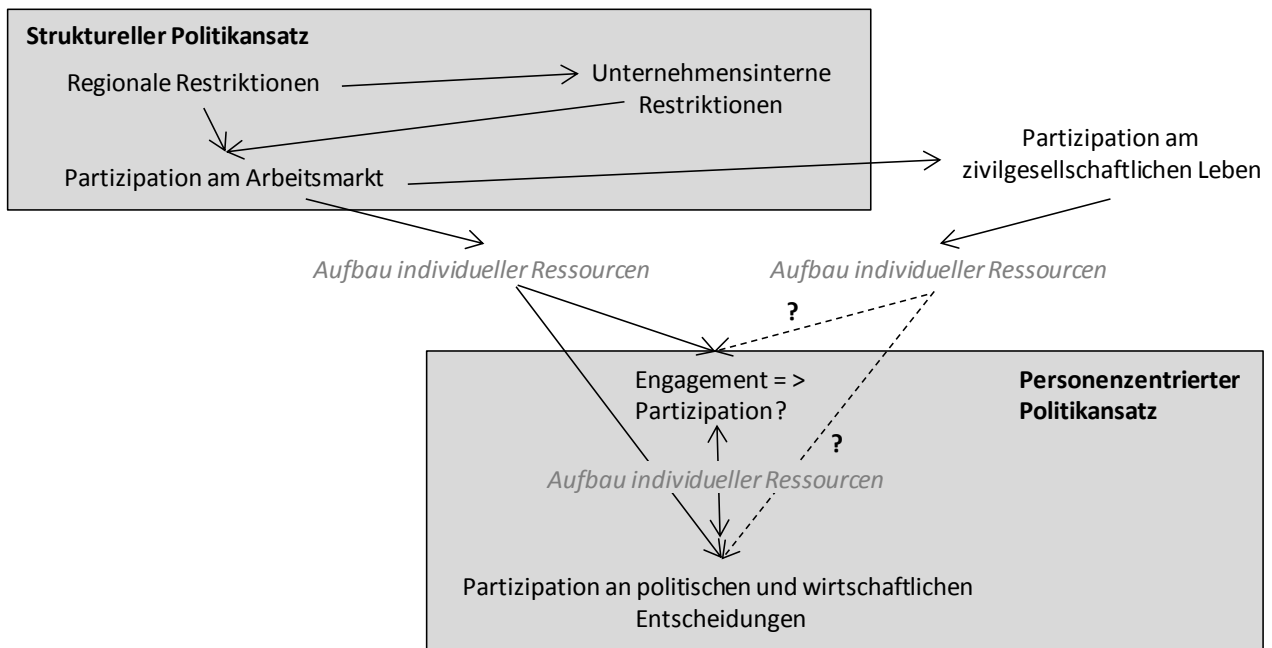 Struktureller Politikansatz
Regionale Restriktionen
Unternehmensinterne
Restriktionen
Partizipation am Arbeitsmarkt
Partizipation am
zivilgesellschaftlichen Leben
Aufbau individueller Ressourcen
Aufbau individueller Ressourcen
?
Engagement = >
Partizipation?
Personenzentrierter
Politikansatz
?
Aufbau individueller Ressourcen
Partizipation an politischen und wirtschaftlichen
Entscheidungen